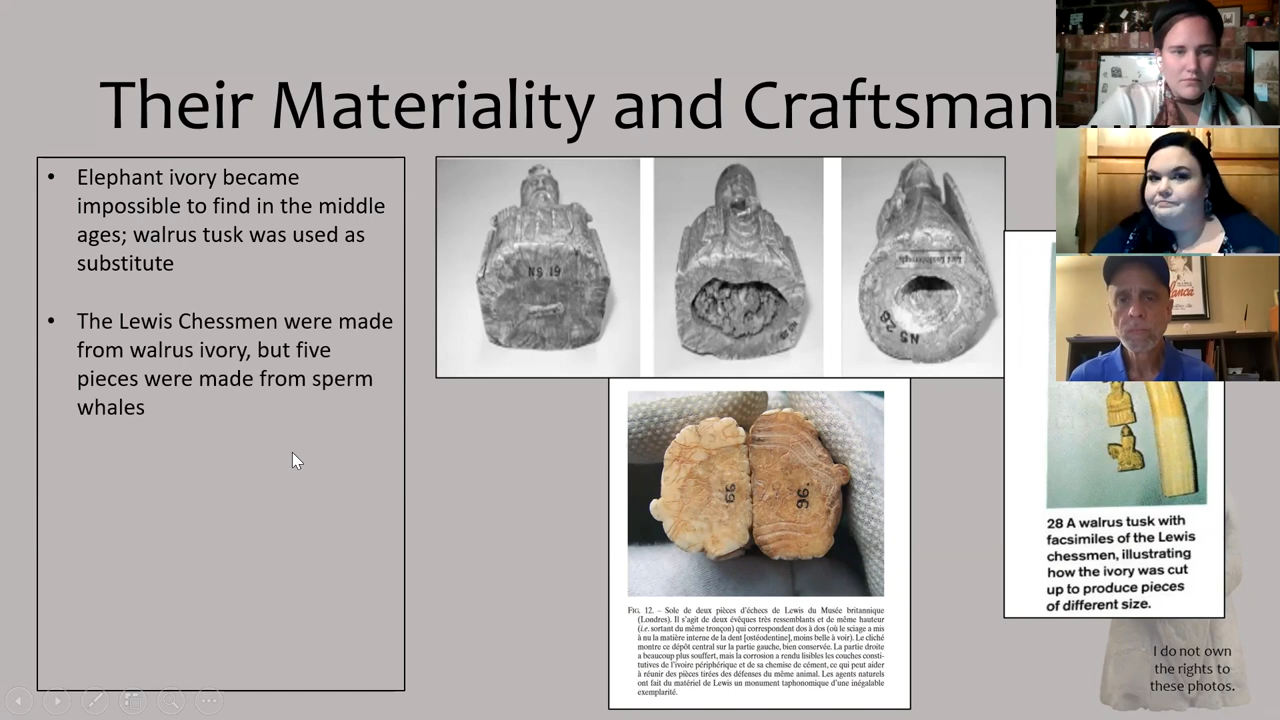 Their Materiality and Craftsman
• Elephant ivory became
impossible to find in the middle
ages; walrus tusk was used as
substitute
• The Lewis Chessmen were made
from walrus ivory, but five
pieces were made from sperm
whales
61 SN
NS 28
99
96.
FIG. 12. – Sole de deux pièces d'échecs de Lewis du Musée britannique
(Londres). Il s'agit de deux évêques très ressemblants et de même hauteur
(i.e. sortant du même tronçon) qui correspondent dos à dos (où le sciage a mis
à nu la matière interne de la dent [ostéodentine], moins belle à voir). Le cliché
montre ce dépôt central sur la partie gauche, bien conservée. La partie droite
a beaucoup plus souffert, mais la corrosion a rendu lisibles les couches consti-
tutives de l'ivoire périphérique et de sa chemise de cément, ce qui peut aider
à réunir des pièces tirées des défenses du même animal. Les agents naturels
ont fait du matériel de Lewis un monument taphonomique d'une inégalable
exemplarité.
28 A walrus tusk with
facsimiles of the Lewis
chessmen, illustrating
how the ivory was cut
up to produce pieces
of different size.
I do not own
the rights to
these photos.